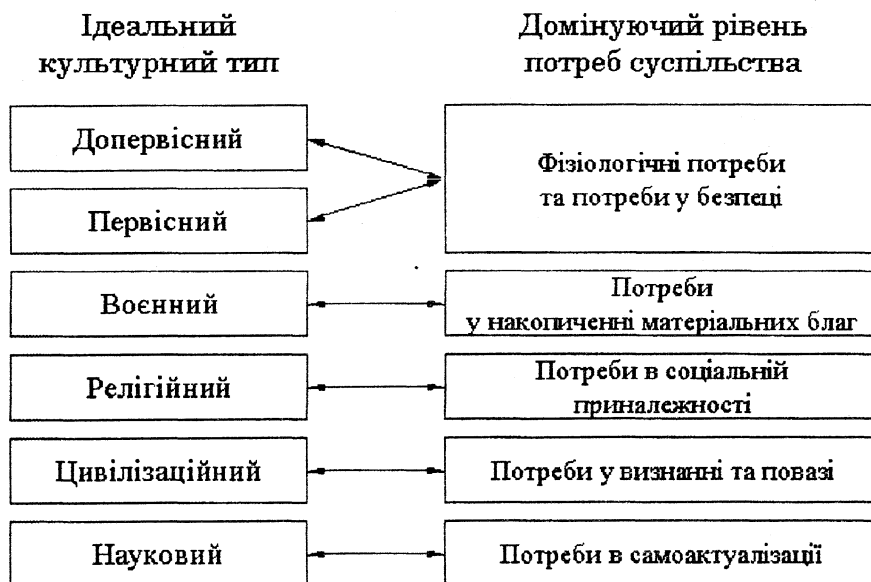 Ідеальний
культурний тип
Домінуючий рівень
потреб суспільства
Допервісний
Первісний
Фізіологічні потреби
та потреби у безпеці
Воєнний
Потреби
у накопиченні матеріальних благ
Релігійний
Потреби в соціальній
приналежності
Цивілізаційний
Потреби у визнанні та повазі
Науковий
Потреби в самоактуалізації